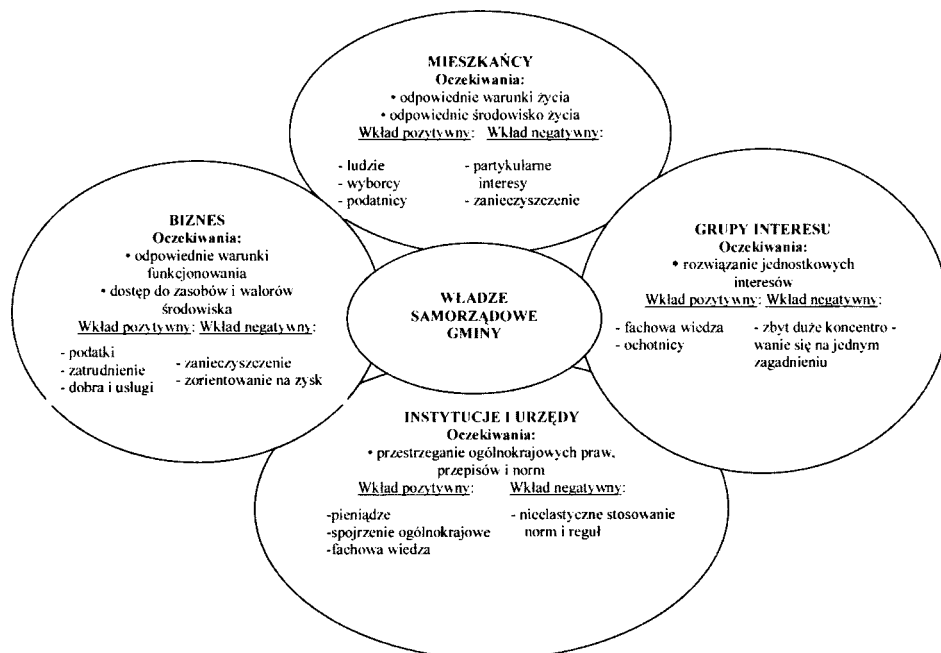 MIESZKAŃCY
Oczekiwania:
• odpowiednie warunki życia
• odpowiednie środowisko życia
Wkład pozytywny: Wkład negatywny:
- ludzie
- wyborcy
- podatnicy
- partykularne
interesy
- zanieczyszczenie
BIZNES
Oczekiwania:
• odpowiednie warunki
funkcjonowania
• dostęp do zasobów i walorów
środowiska
Wkład pozytywny: Wkład negatywny:
- podatki
- zatrudnienie
- dobra i usługi
- zanieczyszczenie
- zorientowanie na zysk
WŁADZE
SAMORZĄDOWE
GMINY
GRUPY INTERESU
Oczekiwania:
• rozwiązanie jednostkowych
interesów
Wkład pozytywny: Wkład negatywny:
- fachowa wiedza
- ochotnicy
- zbyt duże koncentro -
wanie się na jednym
zagadnieniu
INSTYTUCJE I URZĘDY
Oczekiwania:
• przestrzeganie ogólnokrajowych praw,
przepisów i norm
Wkład pozytywny: Wkład negatywny:
-pieniądze
-spojrzenie ogólnokrajowe
-fachowa wiedza
- nieelastyczne stosowanie
norm i reguł